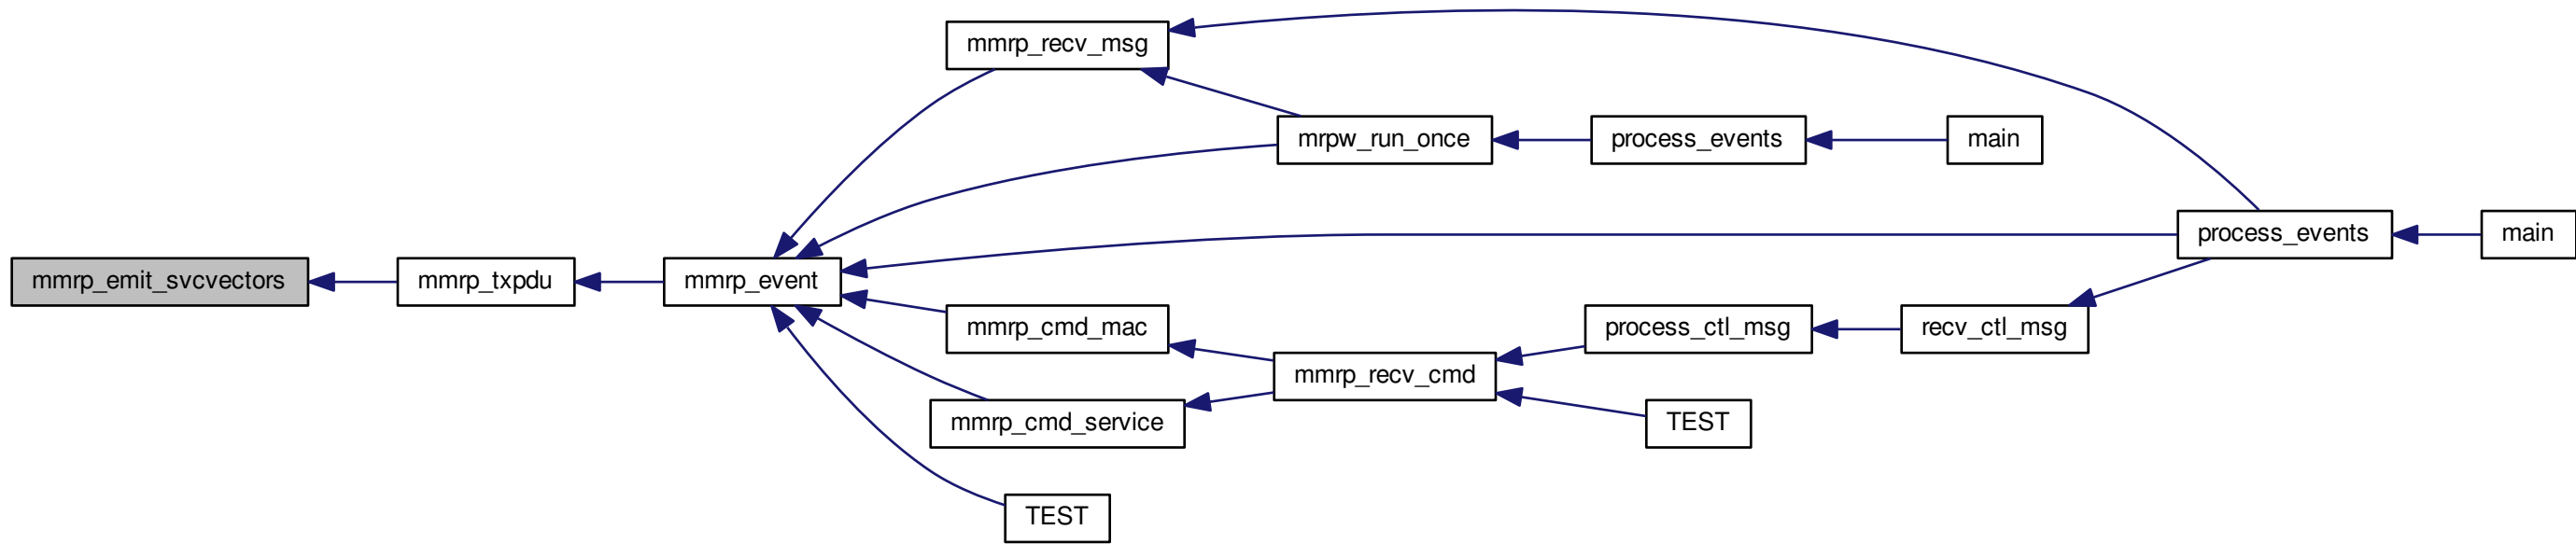 mmrp_recv_msg
mrpw_run_once
process_events
main
process_events
main
mmrp_emit_svcvectors
mmrp_txpdu
mmrp_event
mmrp_cmd_mac
process_ctl_msg
recv_ctl_msg
mmrp_recv_cmd
mmrp_cmd_service
TEST
TEST